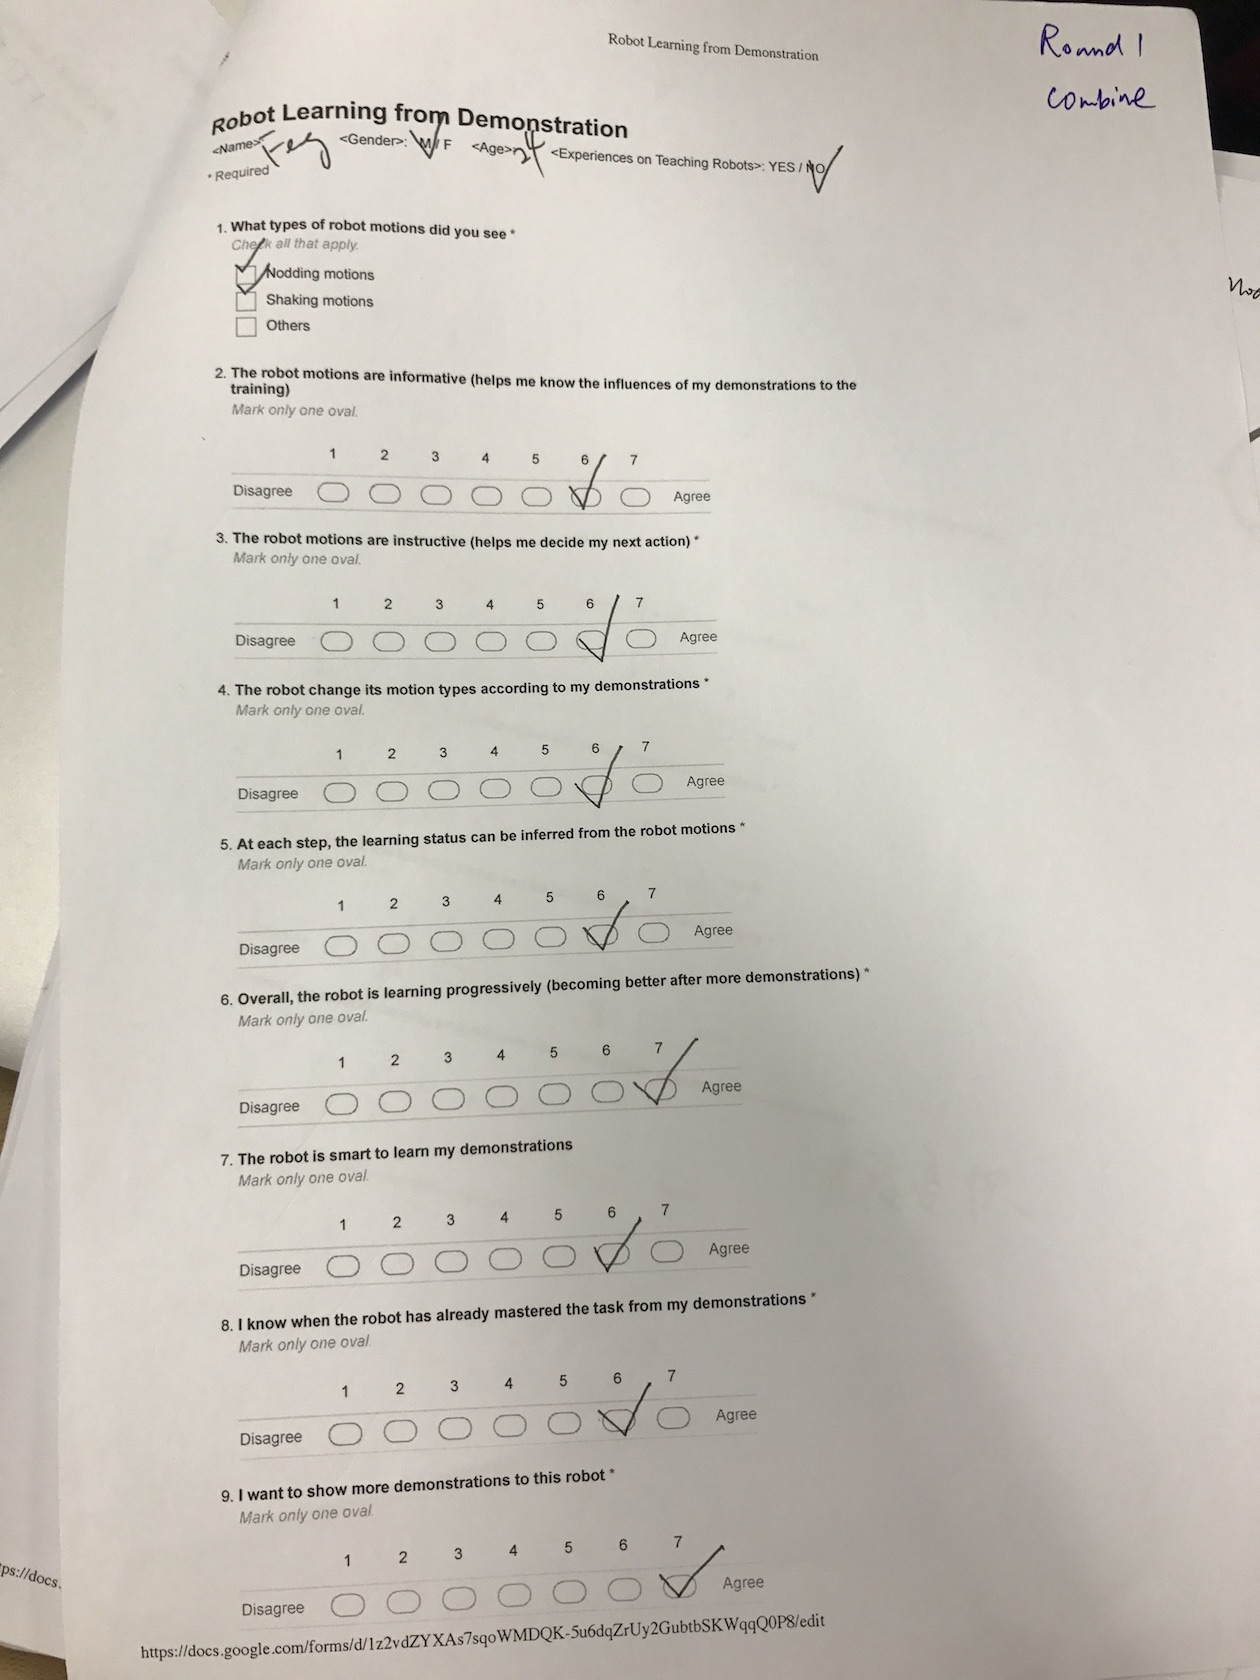 Robot Learning from Demonstration
Round 1
Combine
Robot Learning from Demonstration
<Name>: <Gender>: M / F <Age>: 24 <Experiences on Teaching Robots>: YES / NO
* Required
1. What types of robot motions did you see *
Check all that apply.
Nodding motions
Shaking motions
Others
2. The robot motions are informative (helps me know the influences of my demonstrations to the
training)
Mark only one oval.
1 2 3 4 5 6 7
Disagree Agree
3. The robot motions are instructive (helps me decide my next action) *
Mark only one oval.
1 2 3 4 5 6 7
Disagree Agree
4. The robot change its motion types according to my demonstrations *
Mark only one oval.
1 2 3 4 5 6 7
Disagree Agree
5. At each step, the learning status can be inferred from the robot motions *
Mark only one oval.
1 2 3 4 5 6 7
Disagree Agree
6. Overall, the robot is learning progressively (becoming better after more demonstrations) *
Mark only one oval.
1 2 3 4 5 6 7
Disagree Agree
7. The robot is smart to learn my demonstrations
Mark only one oval.
1 2 3 4 5 6 7
Disagree Agree
8. I know when the robot has already mastered the task from my demonstrations *
Mark only one oval.
1 2 3 4 5 6 7
Disagree Agree
9. I want to show more demonstrations to this robot *
Mark only one oval.
1 2 3 4 5 6 7
Disagree Agree
ps://docs.
https://docs.google.com/forms/d/1z2vdZYXAs7sqoWMDQK-5u6dqZrUy2GubtbSKWqqQ0P8/edit